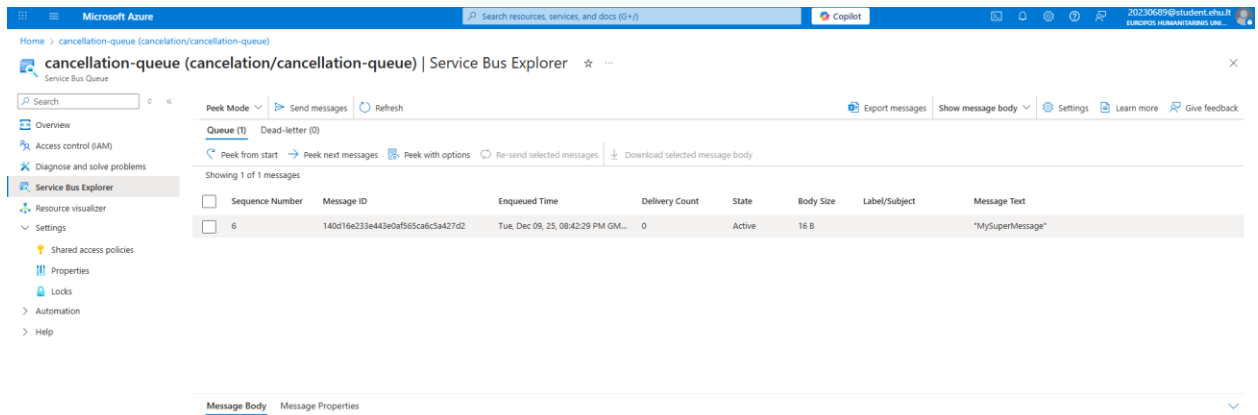 Microsoft Azure
Search resources, services, and docs (G+/)
Copilot
20230689@student.ehu.lt
EUROPOS HUMANITARINIS UNI...
Home > cancellation-queue (cancelation/cancellation-queue)
cancellation-queue (cancelation/cancellation-queue) | Service Bus Explorer
Service Bus Queue
Search
Overview
Access control (IAM)
Diagnose and solve problems
Service Bus Explorer
Resource visualizer
Settings
Shared access policies
Properties
Locks
Automation
Help
Peek Mode Send messages Refresh Export messages Show message body Settings Learn more Give feedback
Queue (1) Dead-letter (0)
Peek from start Peek next messages Peek with options Re-send selected messages Download selected message body
Showing 1 of 1 messages
Sequence Number Message ID Enqueued Time Delivery Count State Body Size Label/Subject Message Text
6 140d16e233e443e0af565ca6c5a427d2 Tue, Dec 09, 25, 08:42:29 PM GM... 0 Active 16 B "MySuperMessage"
Message Body Message Properties